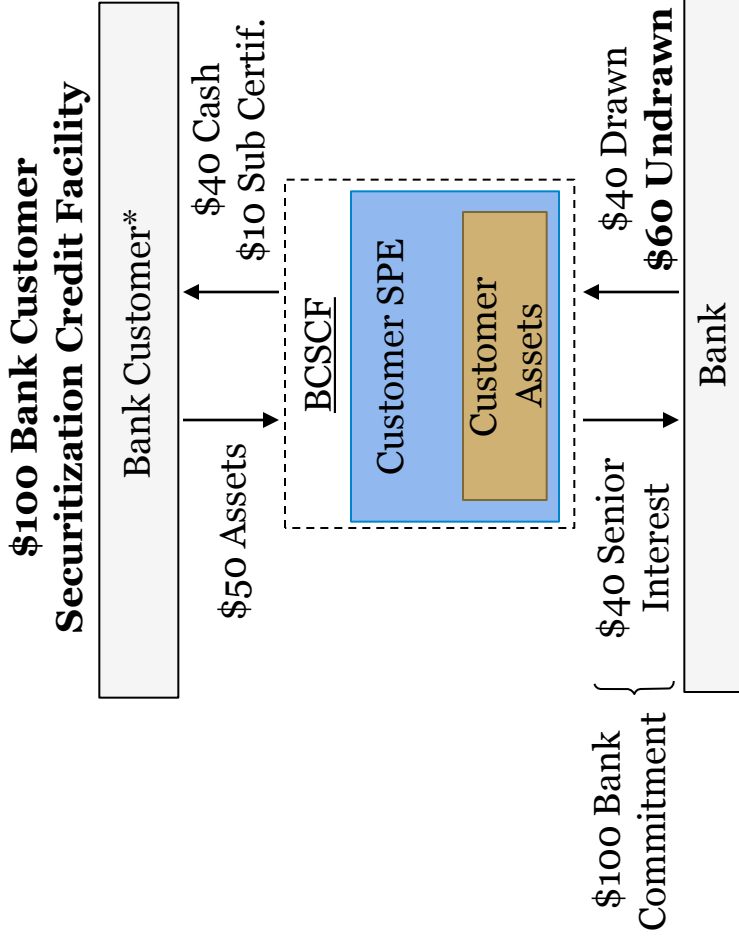 $100 Bank Customer
Securitization Credit Facility
Bank Customer*
$50 Assets
$40 Cash
$10 Sub Certif.
BCSCF
Customer SPE
Customer
Assets
$100 Bank
Commitment
$40 Senior
Interest
$40 Drawn
$60 Undrawn
Bank